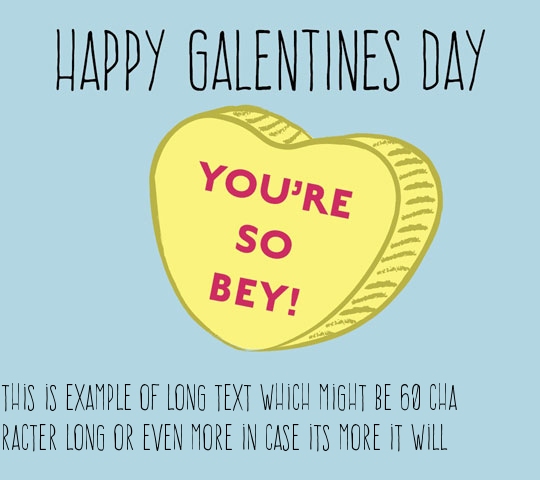 HAPPY GALENTINES DAY
YOU'RE
SO
BEY!
THIS IS EXAMPLE OF LONG TEXT WHICH MIGHT BE 60 CHA
RACTER LONG OR EVEN MORE IN CASE ITS MORE IT WILL